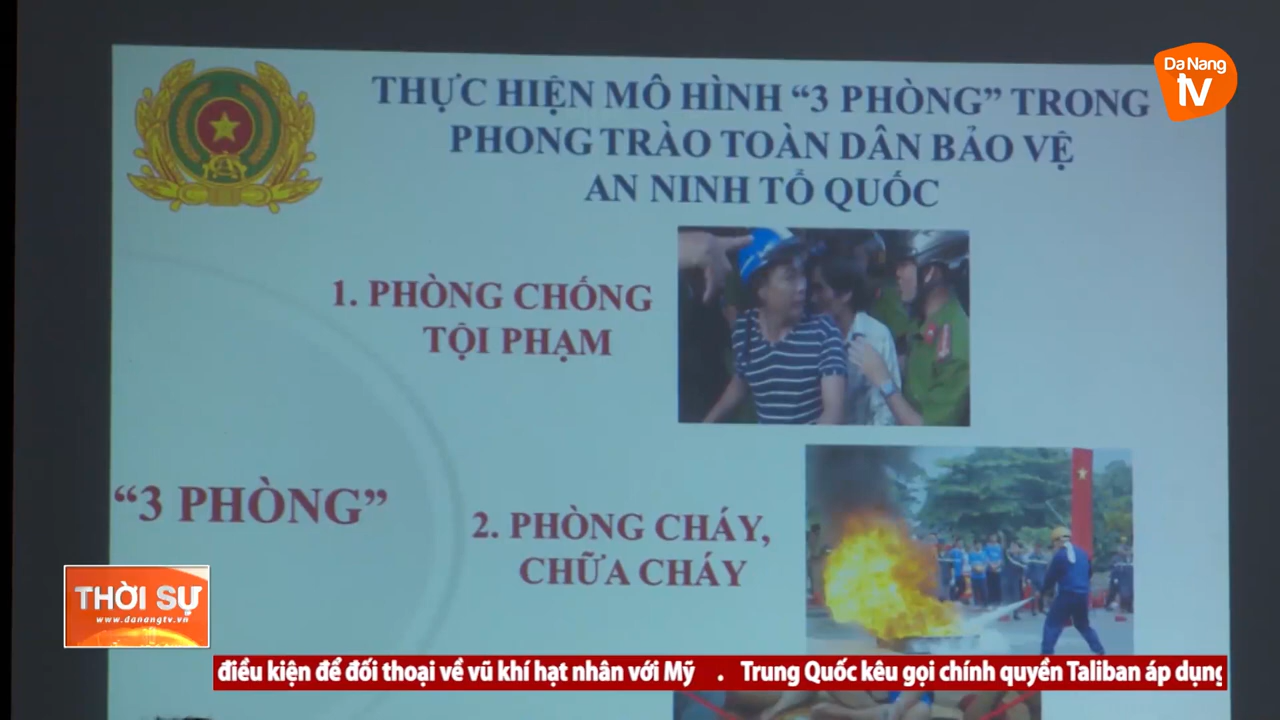 Da Nang
tv
THỰC HIỆN MÔ HÌNH “3 PHÒNG” TRONG
PHONG TRÀO TOÀN DÂN BẢO VỆ
AN NINH TỔ QUỐC
1. PHÒNG CHỐNG
TỘI PHẠM
“3 PHÒNG”
2. PHÒNG CHÁY,
CHỮA CHÁY
THỜI SỰ
www.danangtv.vn
điều kiện để đối thoại về vũ khí hạt nhân với Mỹ . Trung Quốc kêu gọi chính quyền Taliban áp dụng